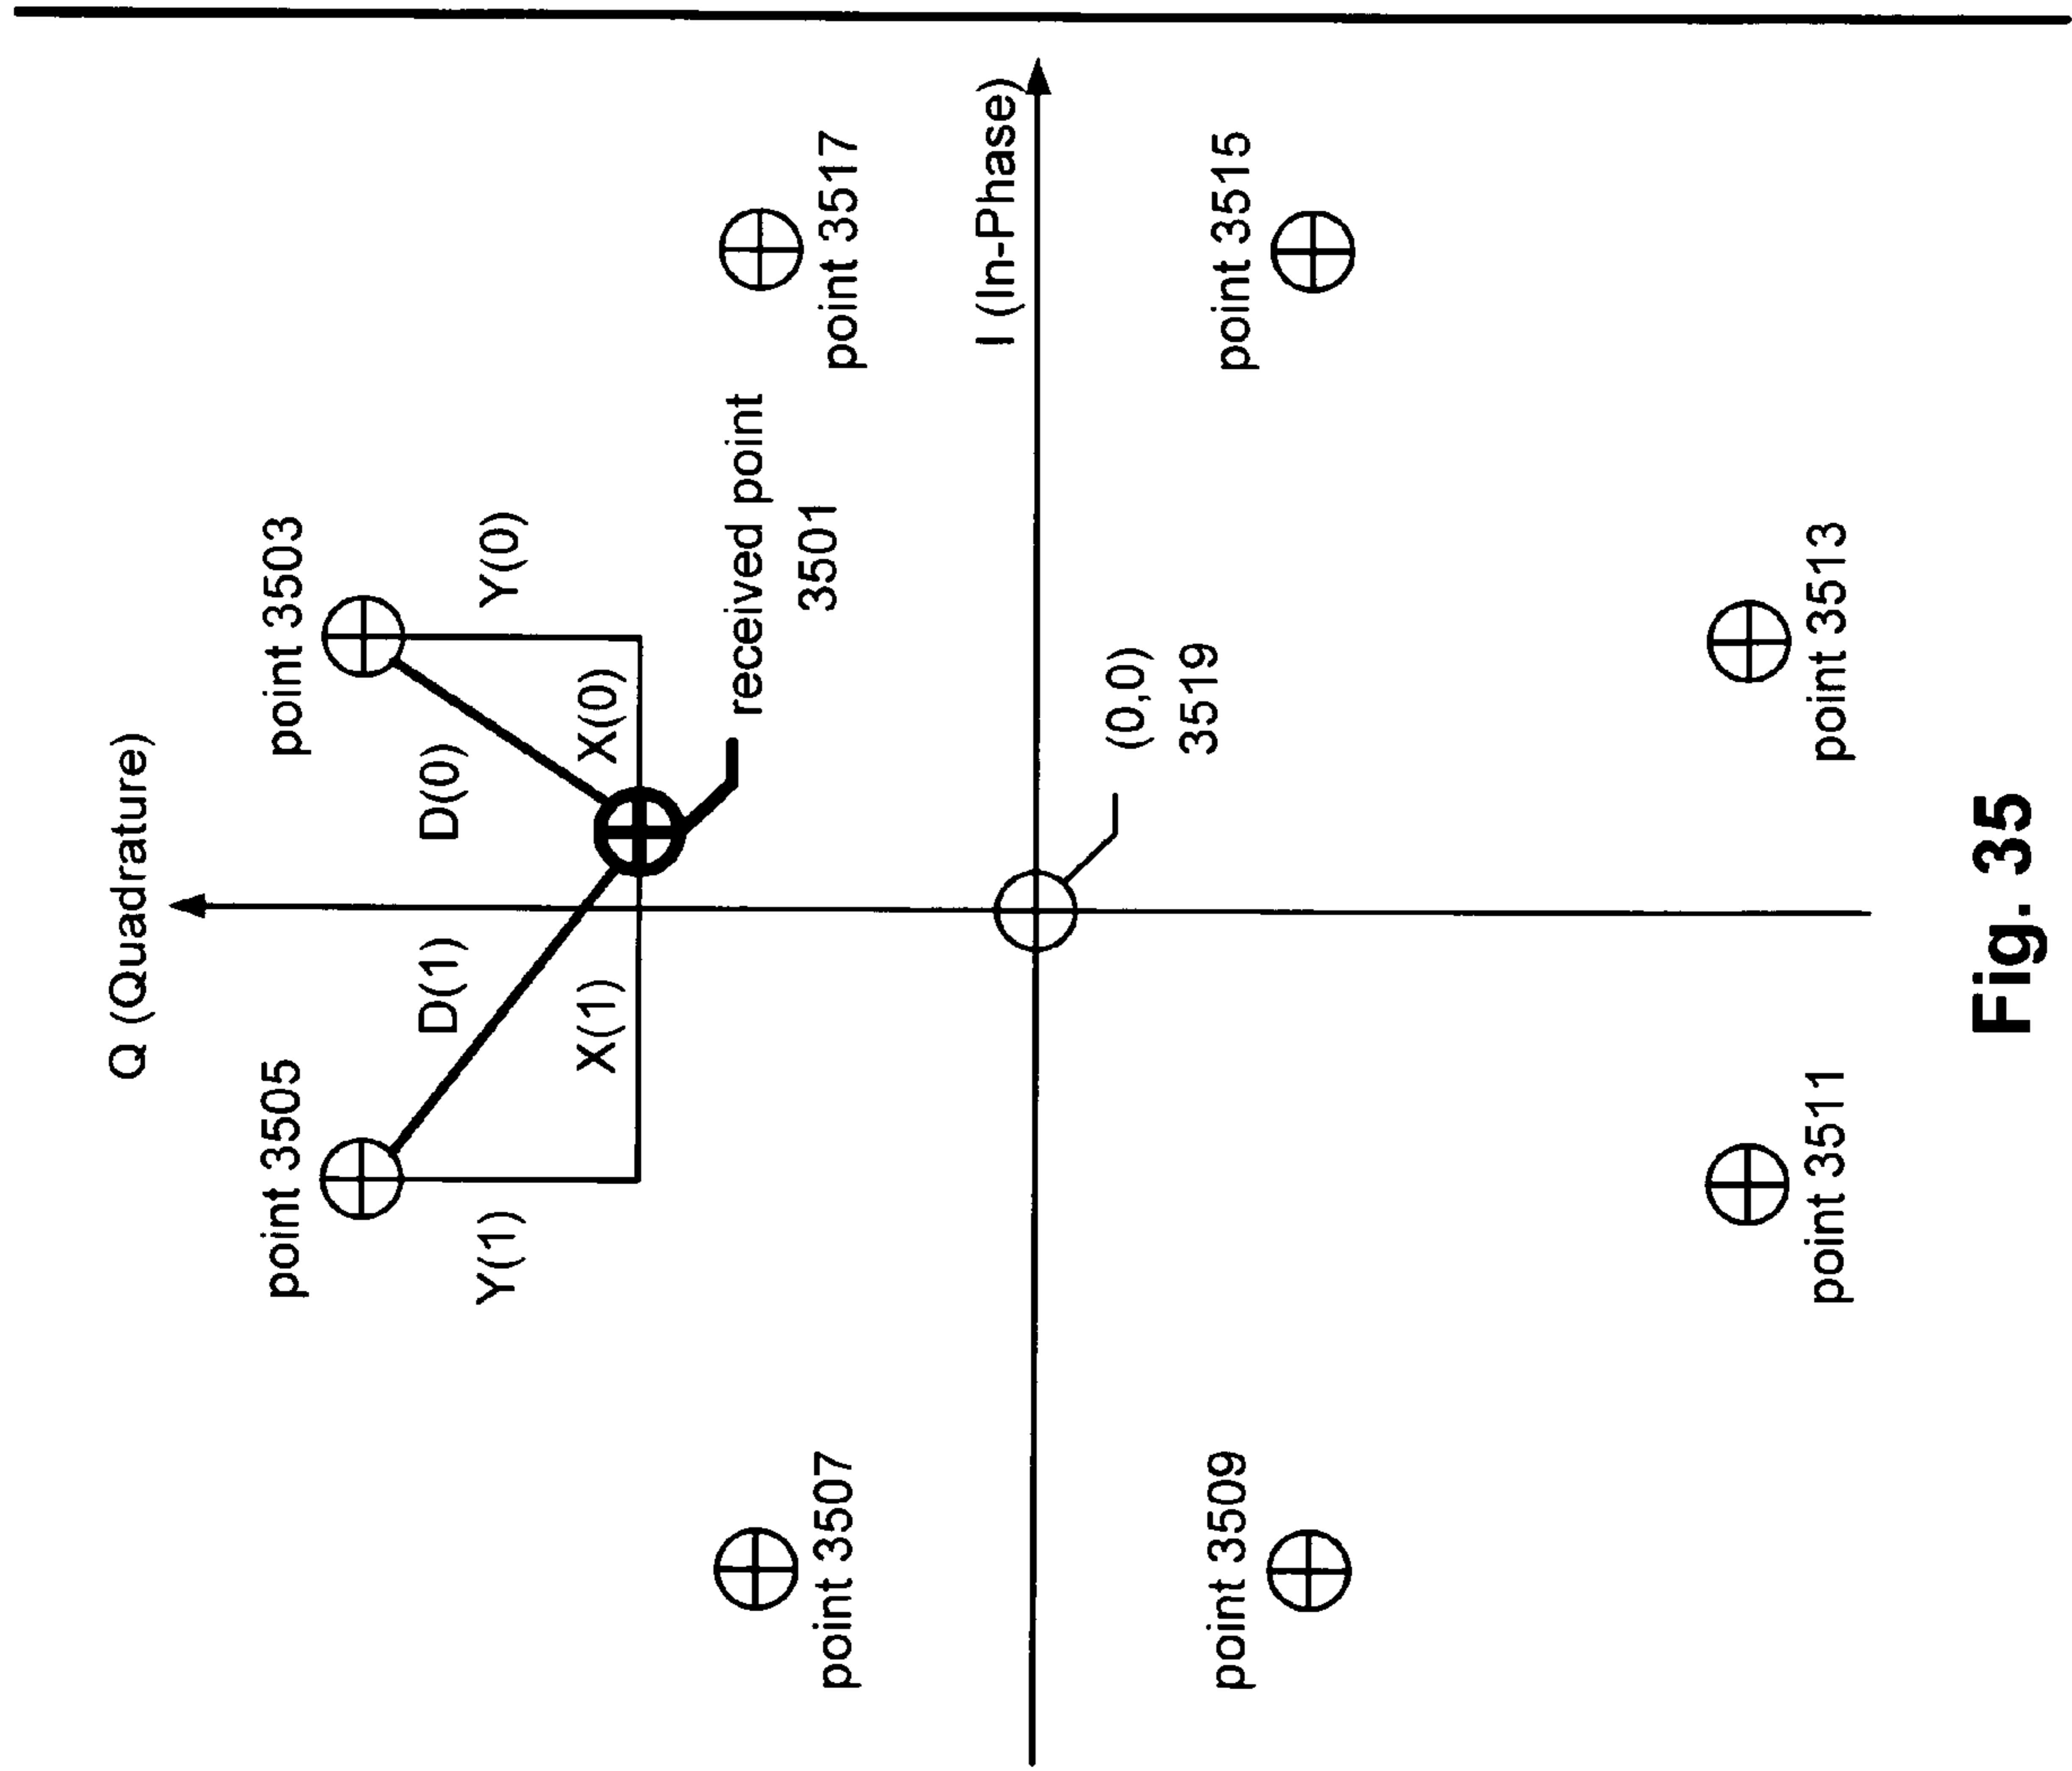 Q (Quadrature)
point 3505
point 3503
D(1)
D(0)
Y(1)
Y(0)
X(1)
X(0)
received point
3501
point 3507
point 3517
I (In-Phase)
(0,0)
3519
point 3509
point 3515
point 3511
point 3513
Fig. 35